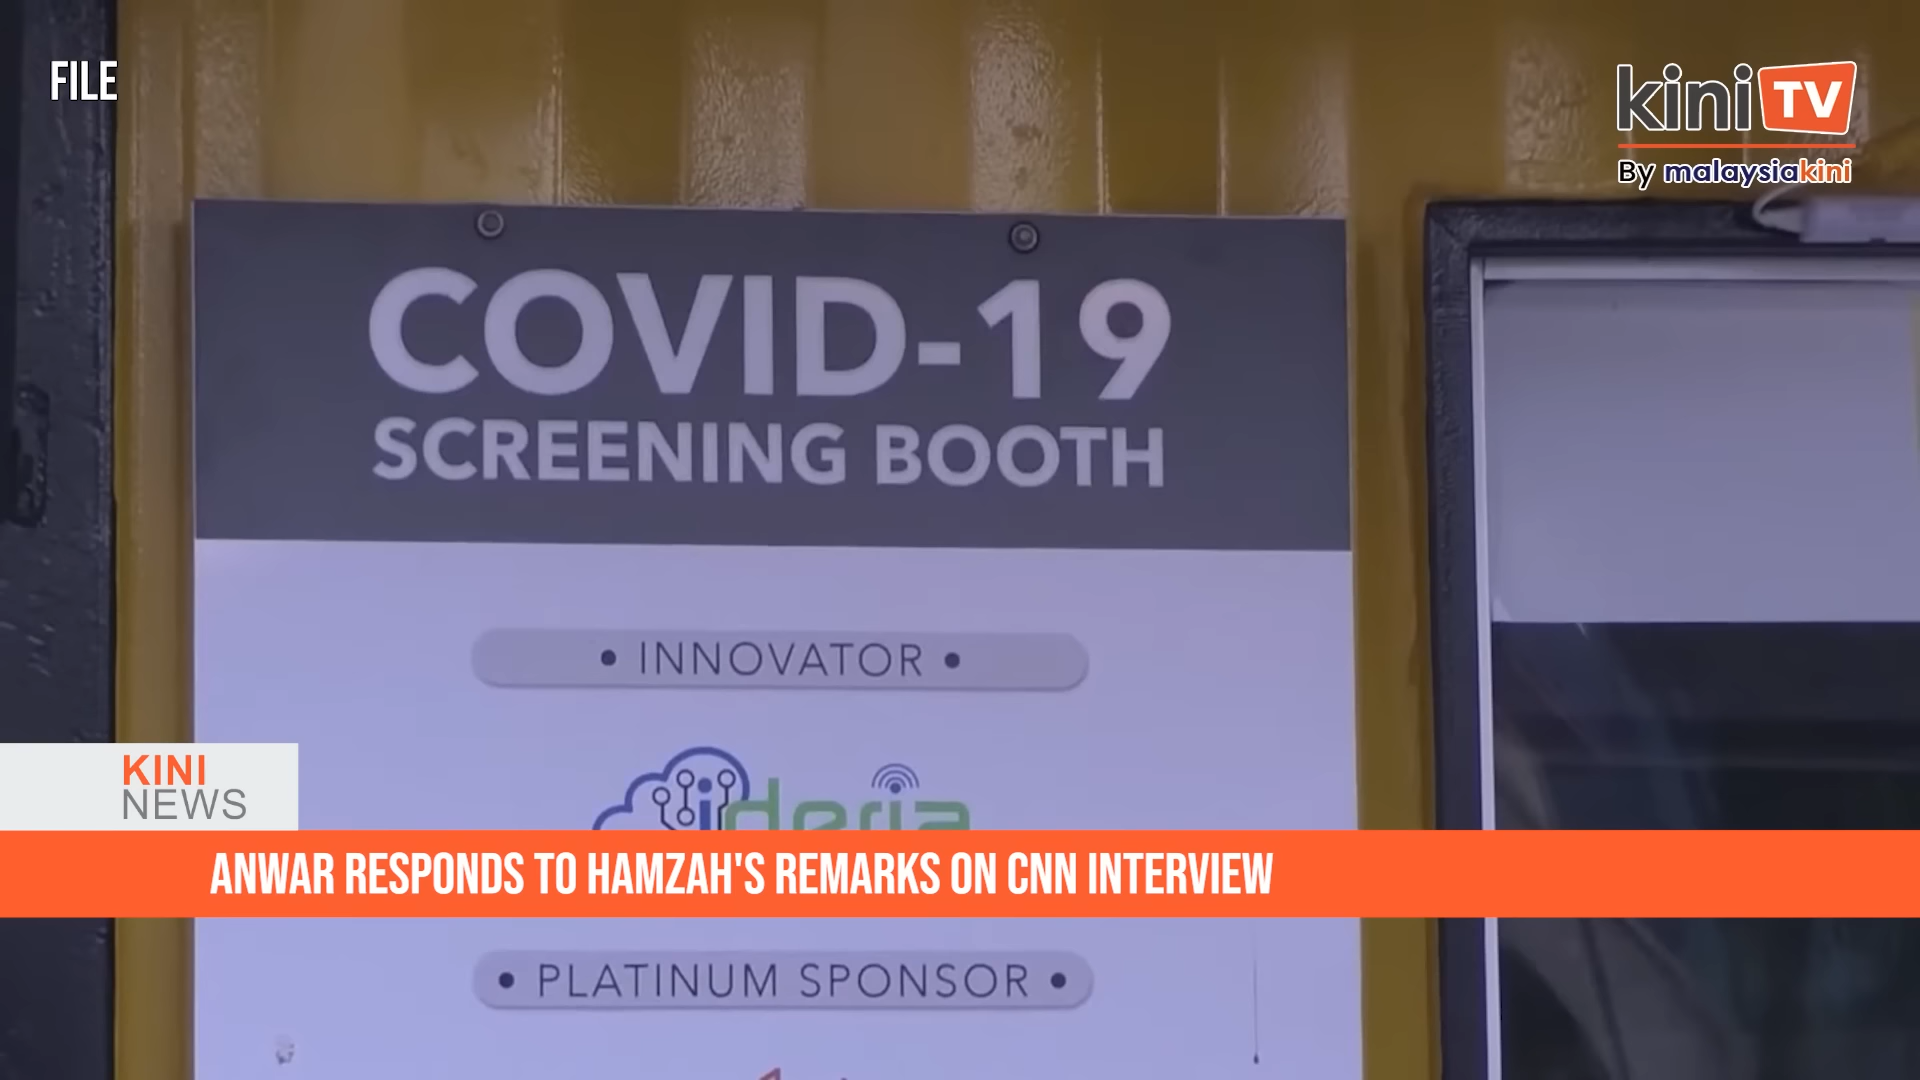 FILE
kini TV
By malaysiakini
COVID-19
SCREENING BOOTH
• INNOVATOR •
ideria
KINI
NEWS
ANWAR RESPONDS TO HAMZAH'S REMARKS ON CNN INTERVIEW
• PLATINUM SPONSOR •